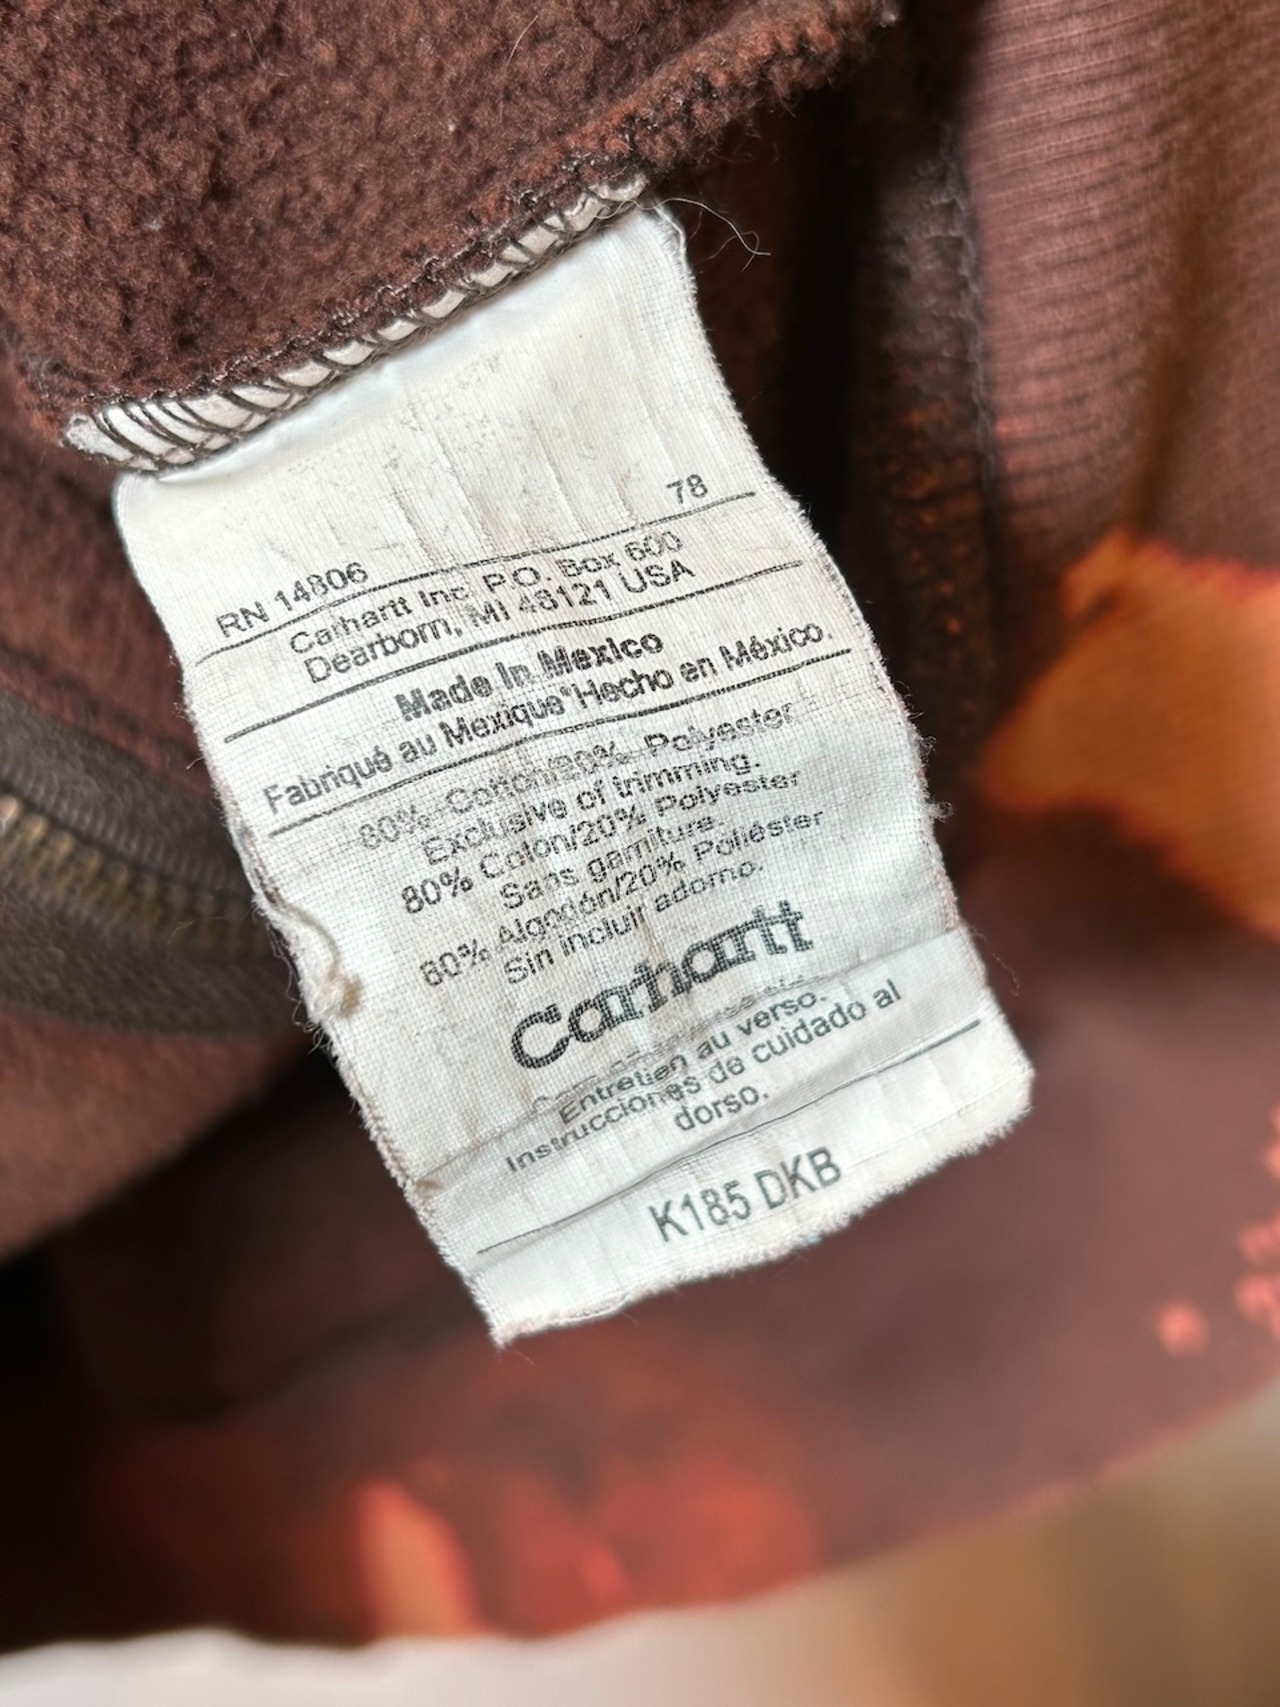 78
RN 14806
Carhartt Inc. P.O. Box 600
Dearborn, MI 48121 USA
Made In Mexico
Fabriqué au Mexique*Hecho en México.
80% Cotton/20% Polyester
Exclusive of trimming.
80% Coton/20% Polyester
Sans garniture.
80% Algodón/20% Poliéster
Sin incluir adorno.
Carhartt
Entretien au verso.
Instrucciones de cuidado al
dorso.
K185 DKB